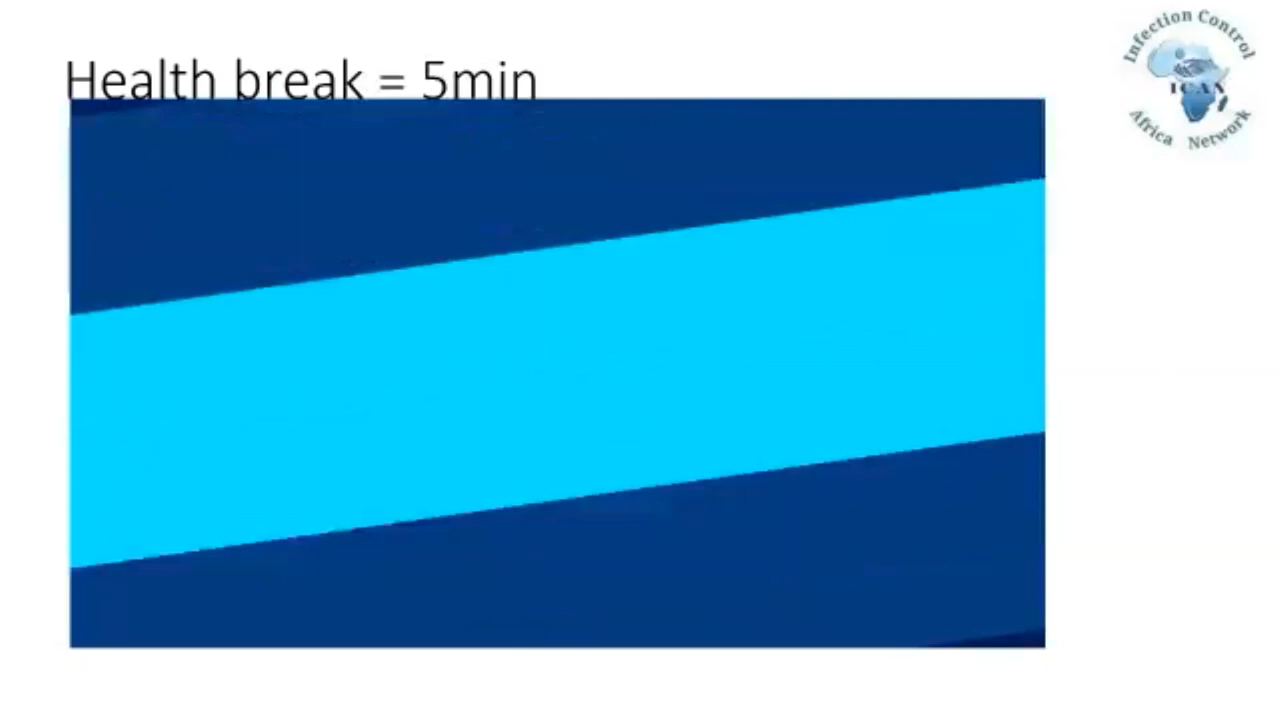 Health break = 5min
Infection Control
ICAN
Africa Network